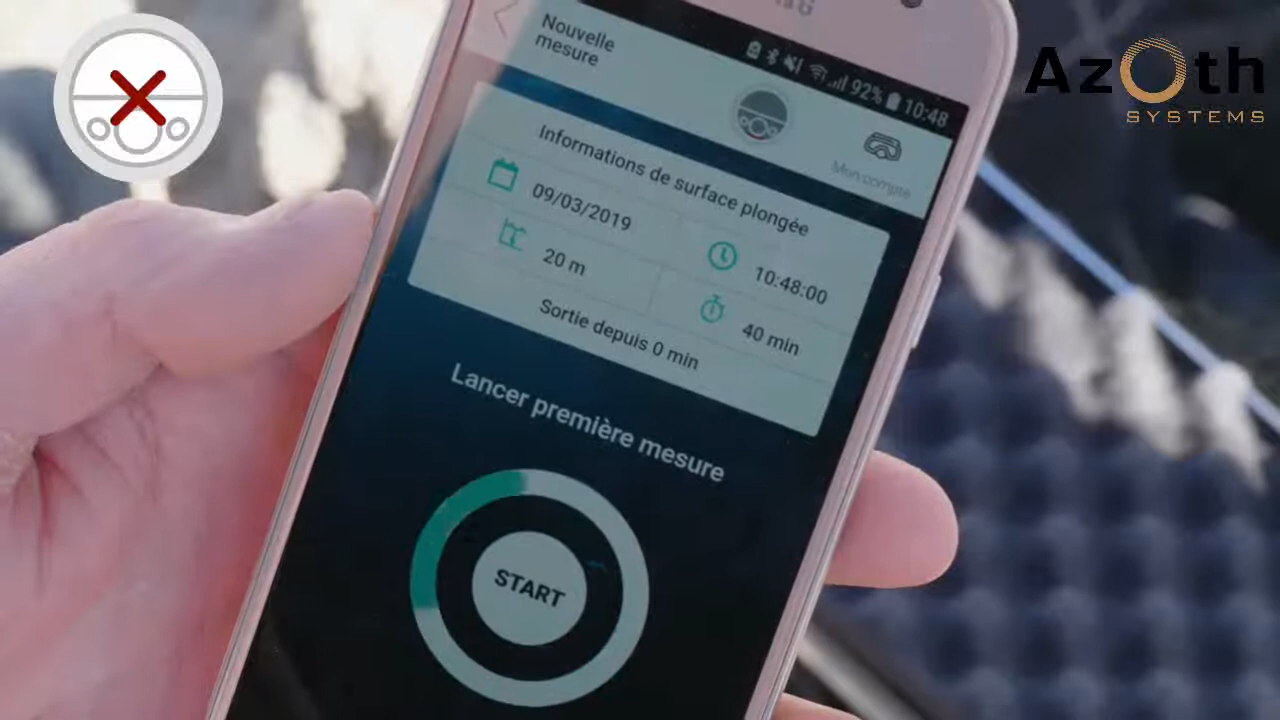 AzOth
SYSTEMS
92% 10:48
Nouvelle
mesure
Mon compte
Informations de surface plongée
09/03/2019
10:48:00
20 m
40 min
Sortie depuis 0 min
Lancer première mesure
START